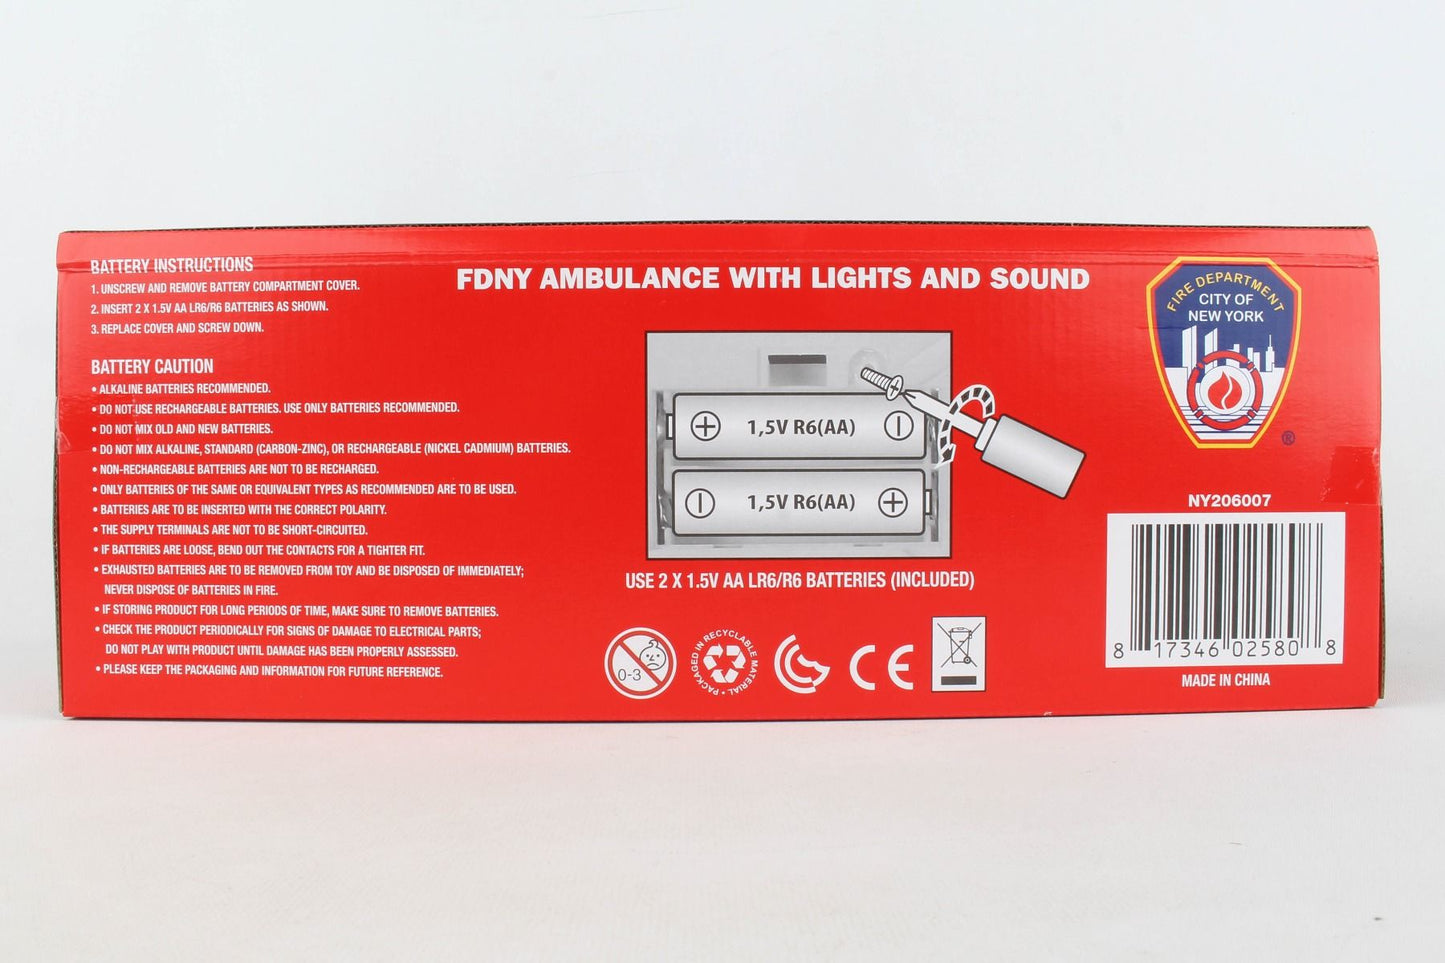 BATTERY INSTRUCTIONS
1. UNSCREW AND REMOVE BATTERY COMPARTMENT COVER.
2. INSERT 2 X 1.5V AA LR6/R6 BATTERIES AS SHOWN.
3. REPLACE COVER AND SCREW DOWN.
BATTERY CAUTION
• ALKALINE BATTERIES RECOMMENDED.
• DO NOT USE RECHARGEABLE BATTERIES. USE ONLY BATTERIES RECOMMENDED.
• DO NOT MIX OLD AND NEW BATTERIES.
• DO NOT MIX ALKALINE, STANDARD (CARBON-ZINC), OR RECHARGEABLE (NICKEL CADMIUM) BATTERIES.
• NON-RECHARGEABLE BATTERIES ARE NOT TO BE RECHARGED.
• ONLY BATTERIES OF THE SAME OR EQUIVALENT TYPES AS RECOMMENDED ARE TO BE USED.
• BATTERIES ARE TO BE INSERTED WITH THE CORRECT POLARITY.
• THE SUPPLY TERMINALS ARE NOT TO BE SHORT-CIRCUITED.
• IF BATTERIES ARE LOOSE, BEND OUT THE CONTACTS FOR A TIGHTER FIT.
• EXHAUSTED BATTERIES ARE TO BE REMOVED FROM TOY AND BE DISPOSED OF IMMEDIATELY;
NEVER DISPOSE OF BATTERIES IN FIRE.
• IF STORING PRODUCT FOR LONG PERIODS OF TIME, MAKE SURE TO REMOVE BATTERIES.
• CHECK THE PRODUCT PERIODICALLY FOR SIGNS OF DAMAGE TO ELECTRICAL PARTS;
DO NOT PLAY WITH PRODUCT UNTIL DAMAGE HAS BEEN PROPERLY ASSESSED.
• PLEASE KEEP THE PACKAGING AND INFORMATION FOR FUTURE REFERENCE.
FDNY AMBULANCE WITH LIGHTS AND SOUND
+ 1,5V R6(AA) −
− 1,5V R6(AA) +
USE 2 X 1.5V AA LR6/R6 BATTERIES (INCLUDED)
0-3
PACKAGED IN RECYCLABLE MATERIAL •
CE
FIRE DEPARTMENT
CITY OF
NEW YORK
®
NY206007
8 17346 02580 8
MADE IN CHINA